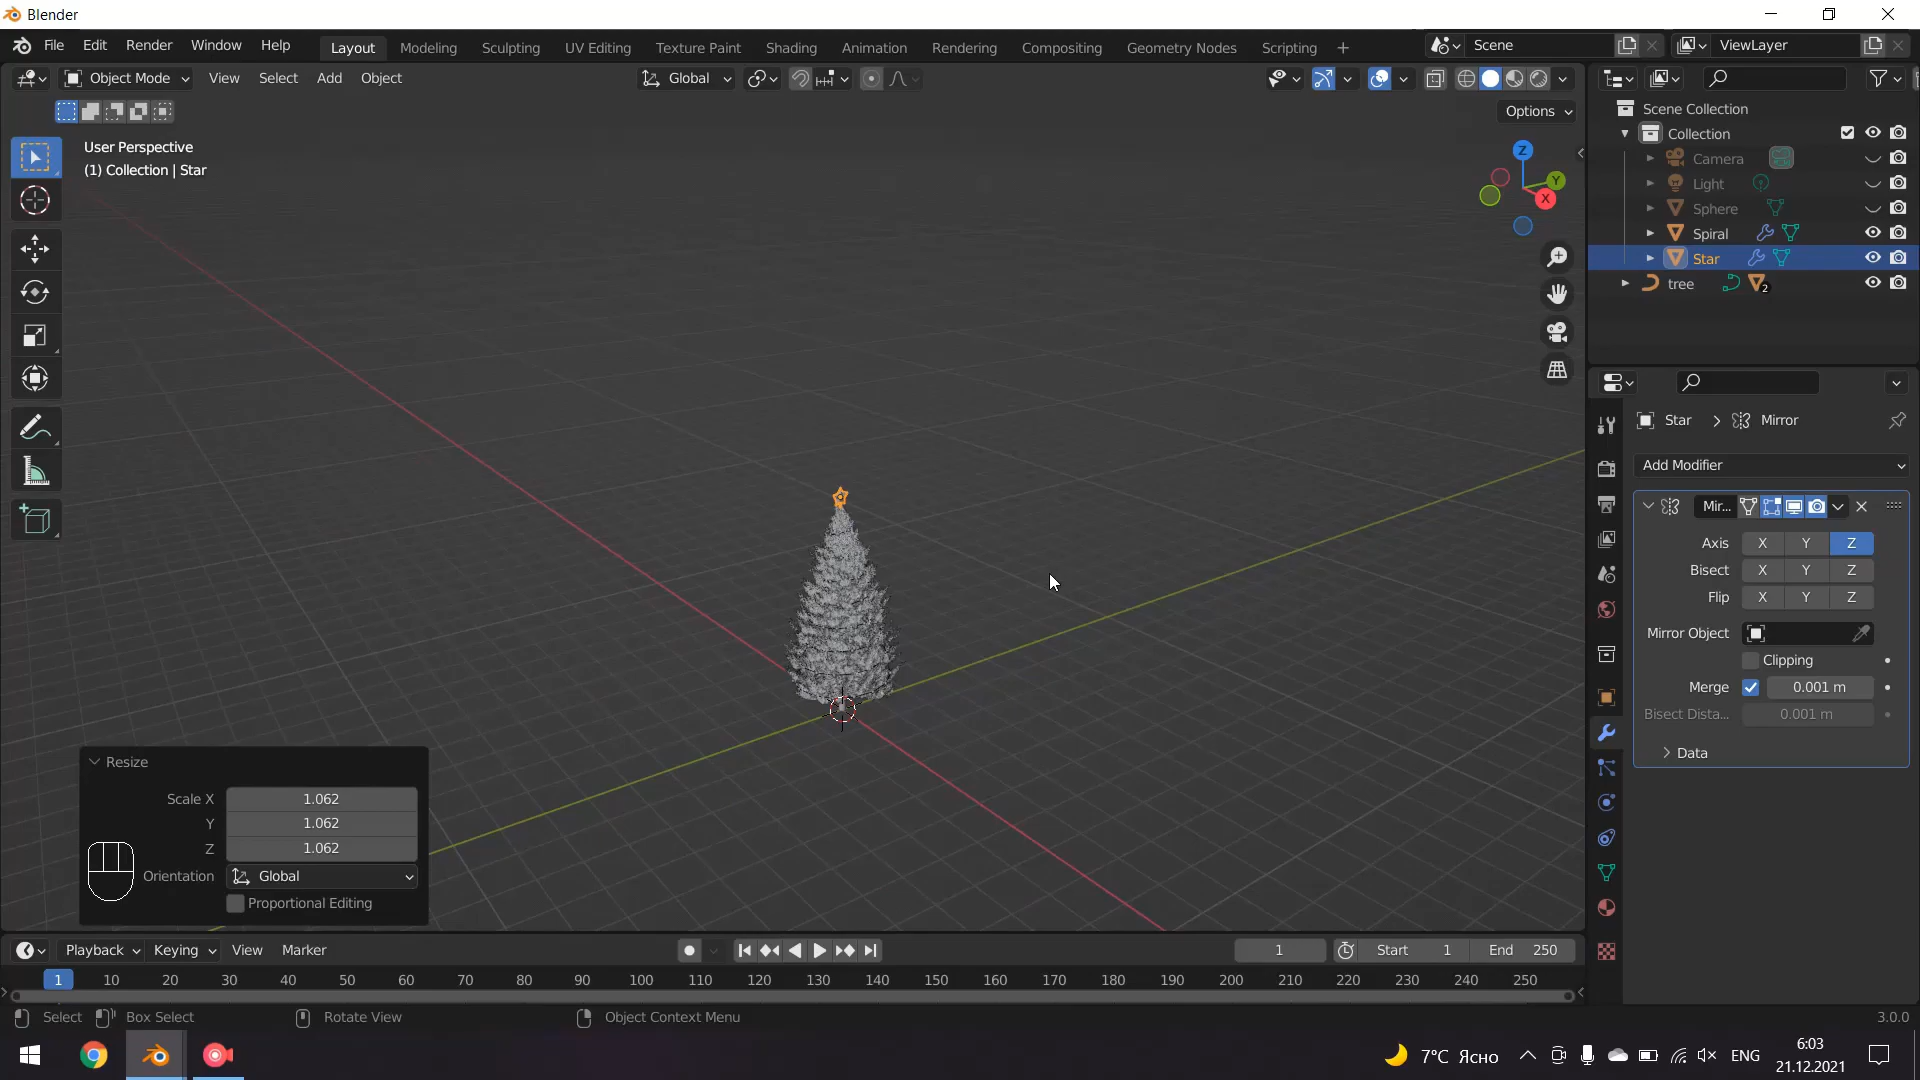 Blender
File Edit Render Window Help Layout Modeling Sculpting UV Editing Texture Paint Shading Animation Rendering Compositing Geometry Nodes Scripting + Scene ViewLayer
Object Mode View Select Add Object Global
Options
User Perspective
(1) Collection | Star
Z
Y
X
Scene Collection
Collection
Camera
Light
Sphere
Spiral
Star
tree 2
Star > Mirror
Add Modifier
Mir...
Axis X Y Z
Bisect X Y Z
Flip X Y Z
Mirror Object
Clipping
Merge 0.001 m
Bisect Dista... 0.001 m
Data
Resize
Scale X 1.062
Y 1.062
Z 1.062
Orientation Global
Proportional Editing
Playback Keying View Marker 1 Start 1 End 250
1 10 20 30 40 50 60 70 80 90 100 110 120 130 140 150 160 170 180 190 200 210 220 230 240 250
Select Box Select Rotate View Object Context Menu 3.0.0
7°C Ясно ENG 6:03
21.12.2021